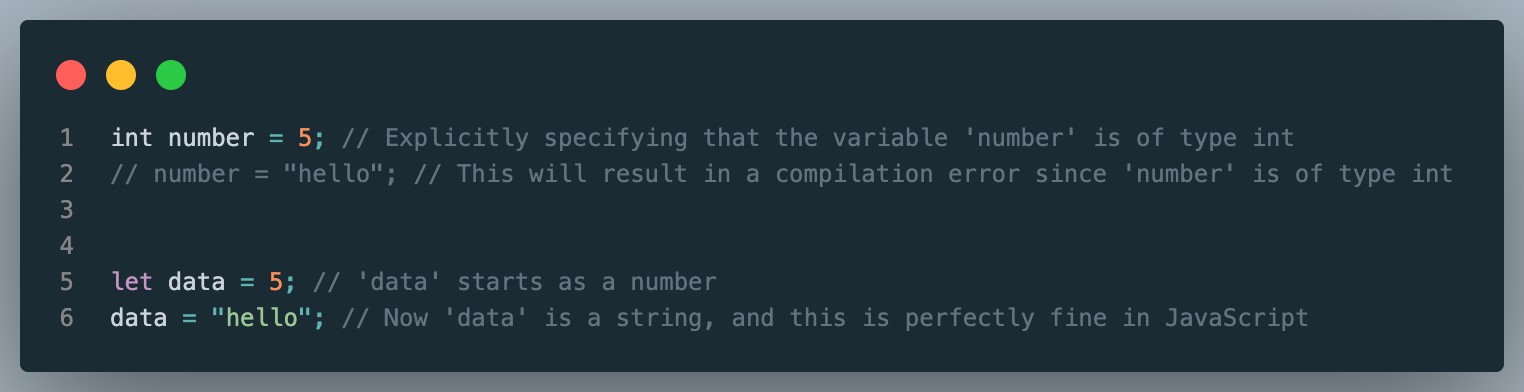 1 int number = 5; // Explicitly specifying that the variable 'number' is of type int
2 // number = "hello"; // This will result in a compilation error since 'number' is of type int
3
4
5 let data = 5; // 'data' starts as a number
6 data = "hello"; // Now 'data' is a string, and this is perfectly fine in JavaScript